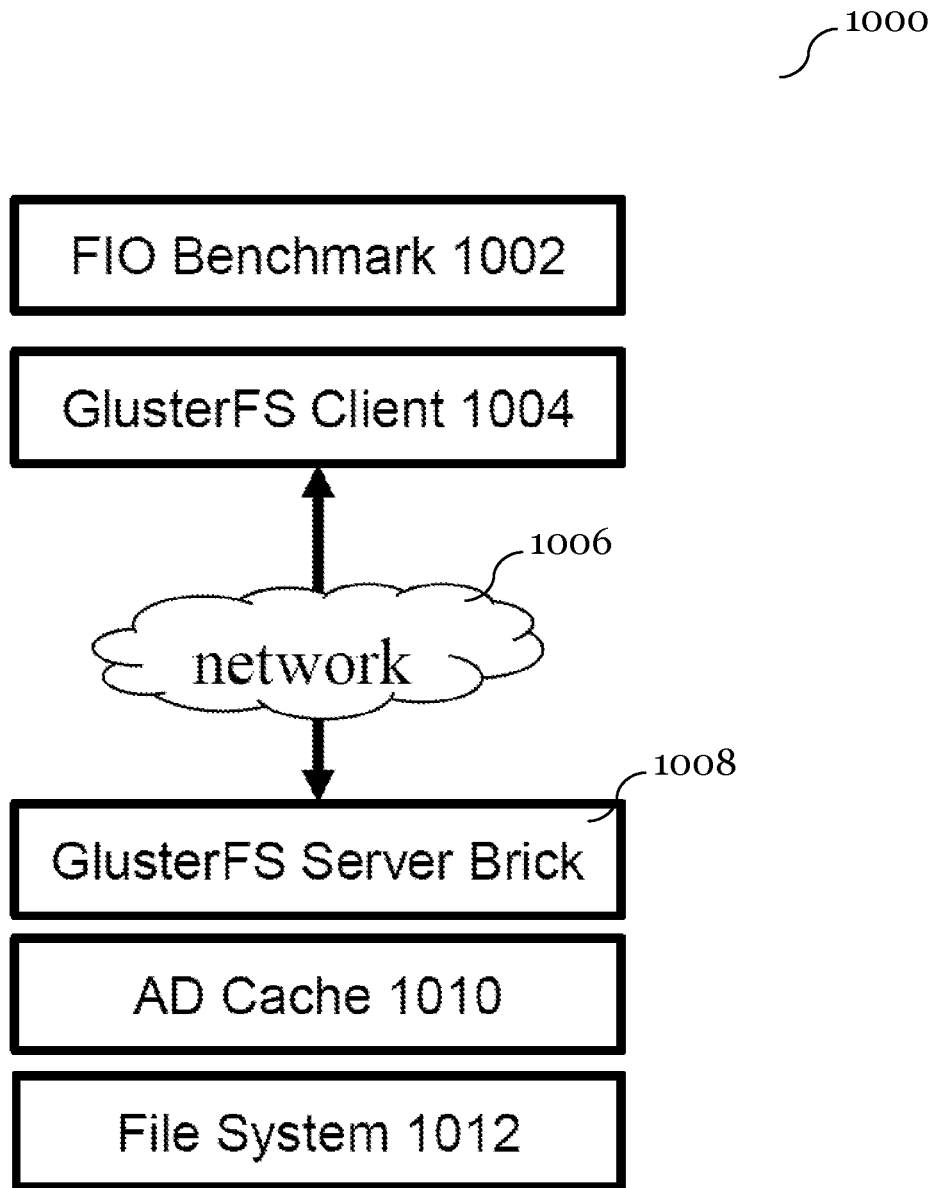 1000
FIO Benchmark 1002
GlusterFS Client 1004
1006
network
1008
GlusterFS Server Brick
AD Cache 1010
File System 1012